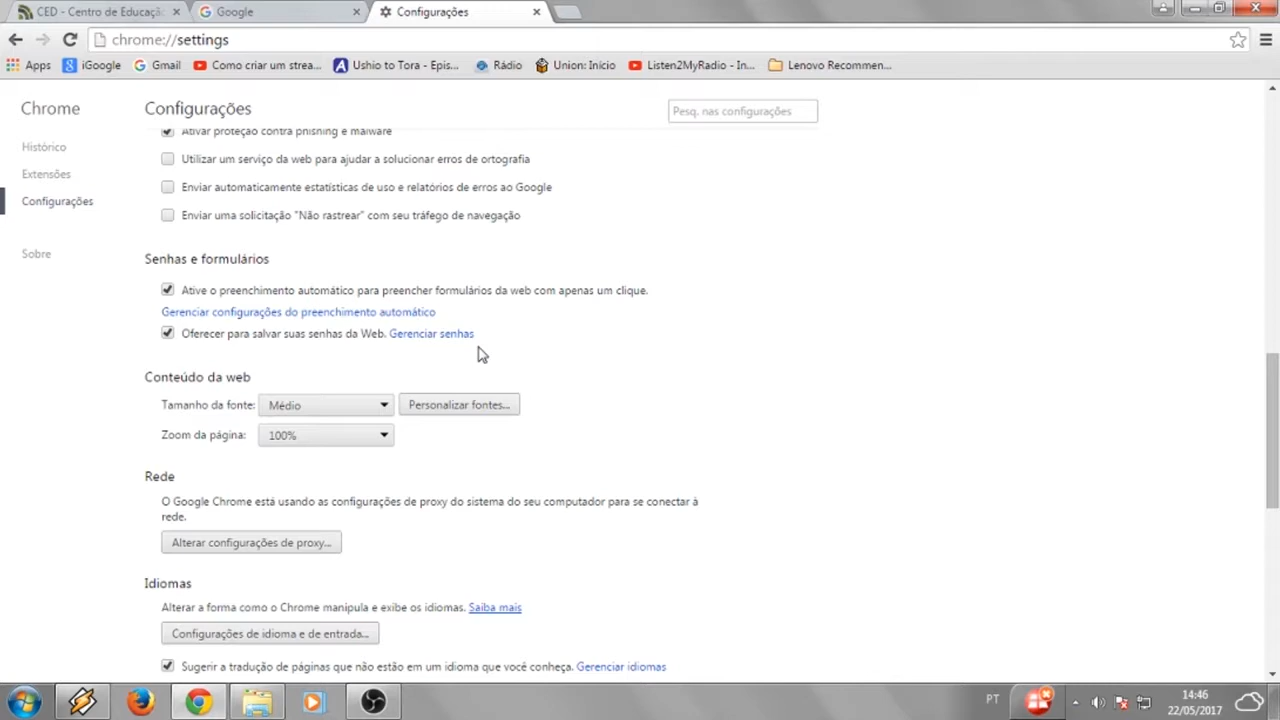 CED - Centro de Educaçã
Google
Configurações
chrome://settings
Apps
iGoogle
Gmail
Como criar um strea...
Ushio to Tora - Epis...
Rádio
Union: Inicio
Listen2MyRadio - In...
Lenovo Recommen...
Chrome
Configurações
Pesq. nas configurações
Histórico
Extensões
Configurações
Sobre
Ativar proteção contra phishing e malware
Utilizar um serviço da web para ajudar a solucionar erros de ortografia
Enviar automaticamente estatísticas de uso e relatórios de erros ao Google
Enviar uma solicitação "Não rastrear" com seu tráfego de navegação
Senhas e formulários
Ative o preenchimento automático para preencher formulários da web com apenas um clique.
Gerenciar configurações do preenchimento automático
Oferecer para salvar suas senhas da Web. Gerenciar senhas
Conteúdo da web
Tamanho da fonte: Médio Personalizar fontes...
Zoom da página: 100%
Rede
O Google Chrome está usando as configurações de proxy do sistema do seu computador para se conectar à
rede.
Alterar configurações de proxy...
Idiomas
Alterar a forma como o Chrome manipula e exibe os idiomas. Saiba mais
Configurações de idioma e de entrada...
Sugerir a tradução de páginas que não estão em um idioma que você conheça. Gerenciar idiomas
PT
14:46
22/05/2017